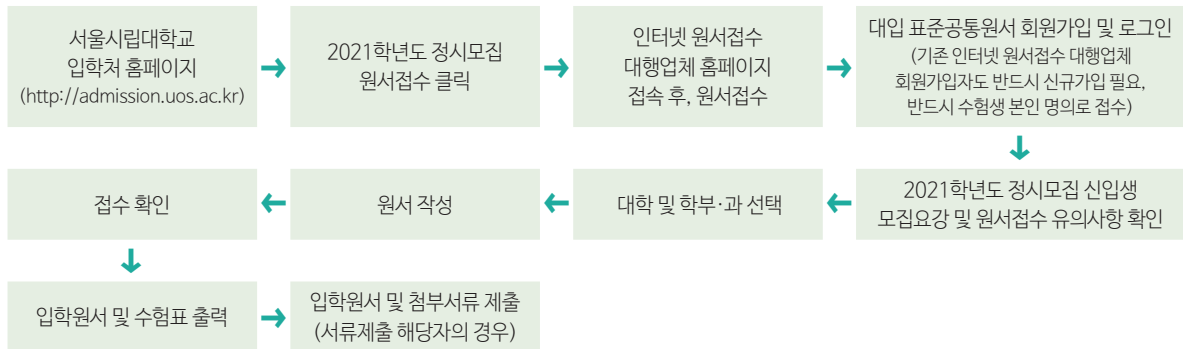 서울시립대학교
입학처 홈페이지
(http://admission.uos.ac.kr)
2021학년도 정시모집
원서접수 클릭
인터넷 원서접수
대행업체 홈페이지
접속 후, 원서접수
대입 표준공통원서 회원가입 및 로그인
(기존 인터넷 원서접수 대행업체
회원가입자도 반드시 신규가입 필요,
반드시 수험생 본인 명의로 접수)
2021학년도 정시모집 신입생
모집요강 및 원서접수 유의사항 확인
대학 및 학부·과 선택
원서 작성
접수 확인
입학원서 및 수험표 출력
입학원서 및 첨부서류 제출
(서류제출 해당자의 경우)